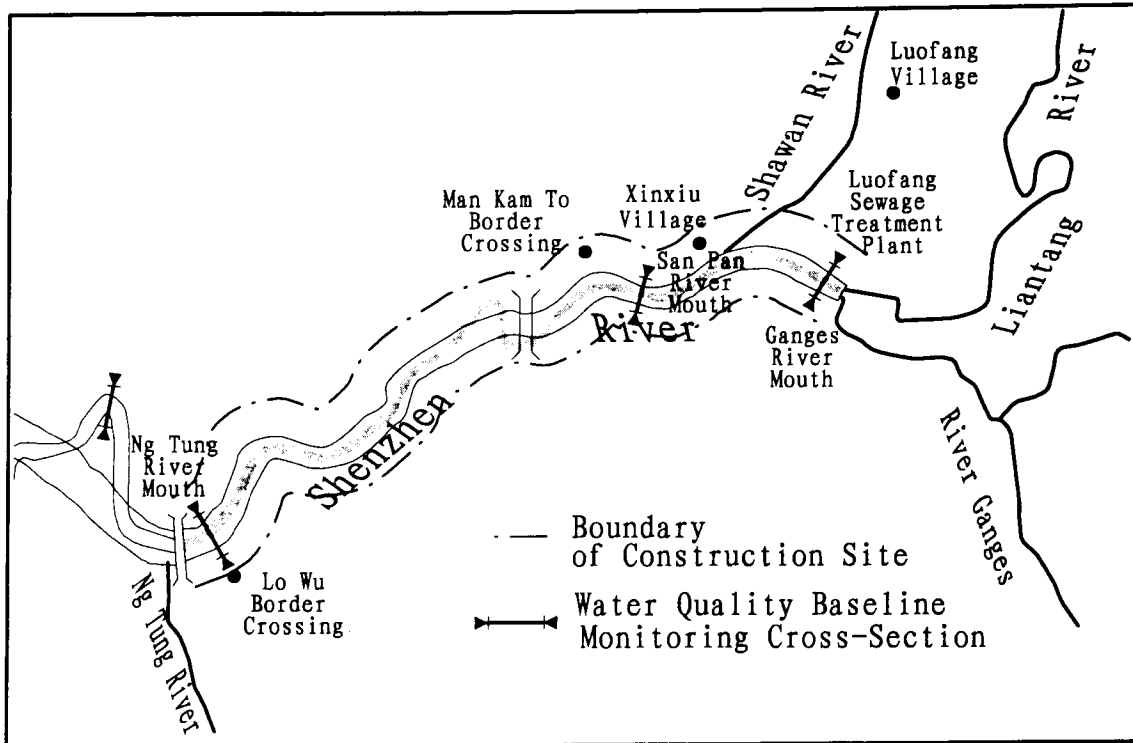 Shawan River
Luofang
Village
River
Liantang
Man Kam To
Border
Crossing
Xinxiu
Village
Luofang
Sewage
Treatment
Plant
San Pan
River
Mouth
Ganges
River
Mouth
Shenzhen
River
River Ganges
Ng Tung
River
Mouth
Lo Wu
Border
Crossing
Ng Tung River
Boundary
of Construction Site
Water Quality Baseline
Monitoring Cross-Section